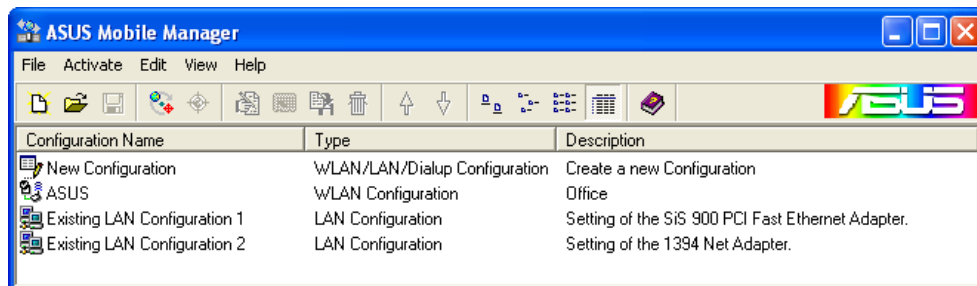 ASUS Mobile Manager
File Activate Edit View Help
ASUS
Configuration Name Type Description
New Configuration WLAN/LAN/Dialup Configuration Create a new Configuration
ASUS WLAN Configuration Office
Existing LAN Configuration 1 LAN Configuration Setting of the SiS 900 PCI Fast Ethernet Adapter.
Existing LAN Configuration 2 LAN Configuration Setting of the 1394 Net Adapter.